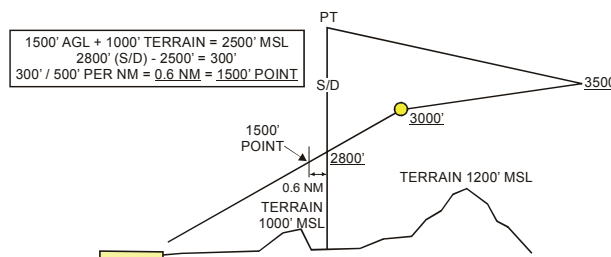 PT
1500' AGL + 1000' TERRAIN = 2500' MSL
2800' (S/D) - 2500' = 300'
300' / 500' PER NM = 0.6 NM = 1500' POINT
S/D
3500'
3000'
1500'
POINT
2800'
0.6 NM
TERRAIN 1200' MSL
TERRAIN
1000' MSL